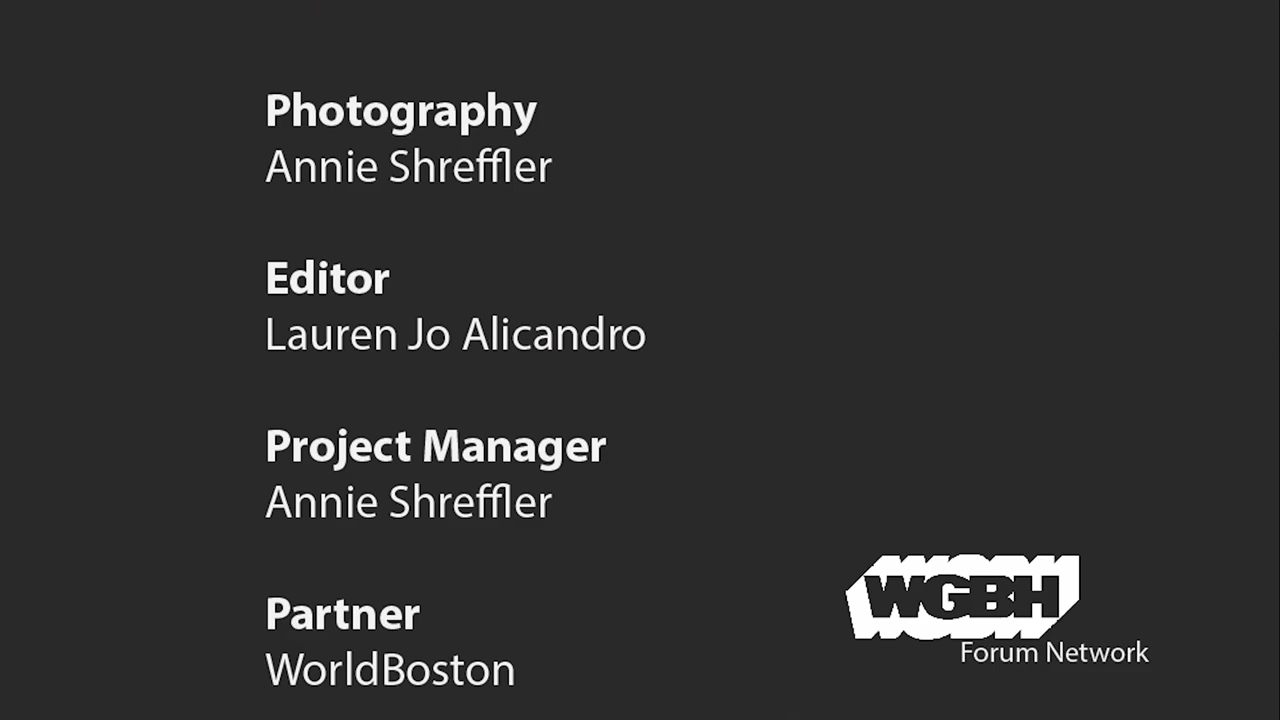 Photography
Annie Shreffler
Editor
Lauren Jo Alicandro
Project Manager
Annie Shreffler
Partner
WorldBoston
WGBH
Forum Network